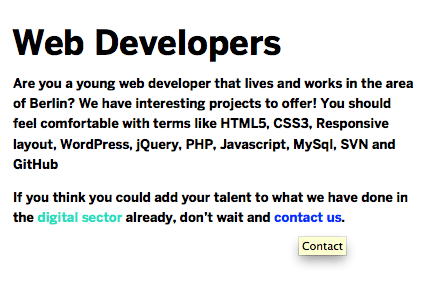 Web Developers
Are you a young web developer that lives and works in the area
of Berlin? We have interesting projects to offer! You should
feel comfortable with terms like HTML5, CSS3, Responsive
layout, WordPress, jQuery, PHP, Javascript, MySql, SVN and
GitHub
If you think you could add your talent to what we have done in
the digital sector already, don't wait and contact us.
Contact